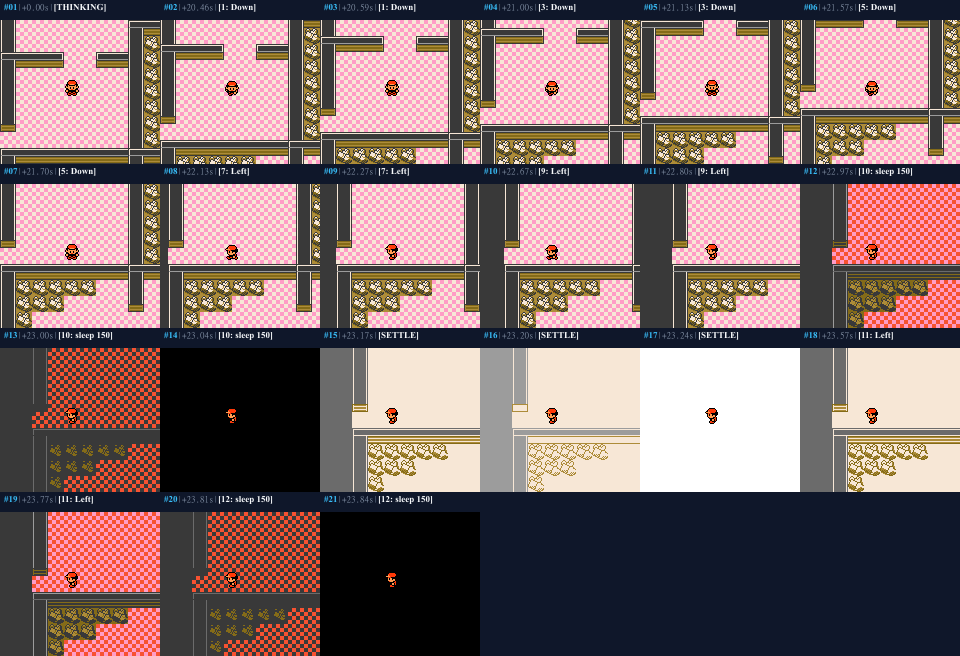 #01|+0.00s|[THINKING] #02|+20.46s|[1: Down] #03|+20.59s|[1: Down] #04|+21.00s|[3: Down] #05|+21.13s|[3: Down] #06|+21.57s|[5: Down]
#07|+21.70s|[5: Down] #08|+22.13s|[7: Left] #09|+22.27s|[7: Left] #10|+22.67s|[9: Left] #11|+22.80s|[9: Left] #12|+22.97s|[10: sleep 150]
#13|+23.00s|[10: sleep 150] #14|+23.04s|[10: sleep 150] #15|+23.17s|[SETTLE] #16|+23.20s|[SETTLE] #17|+23.24s|[SETTLE] #18|+23.57s|[11: Left]
#19|+23.77s|[11: Left] #20|+23.81s|[12: sleep 150] #21|+23.84s|[12: sleep 150]